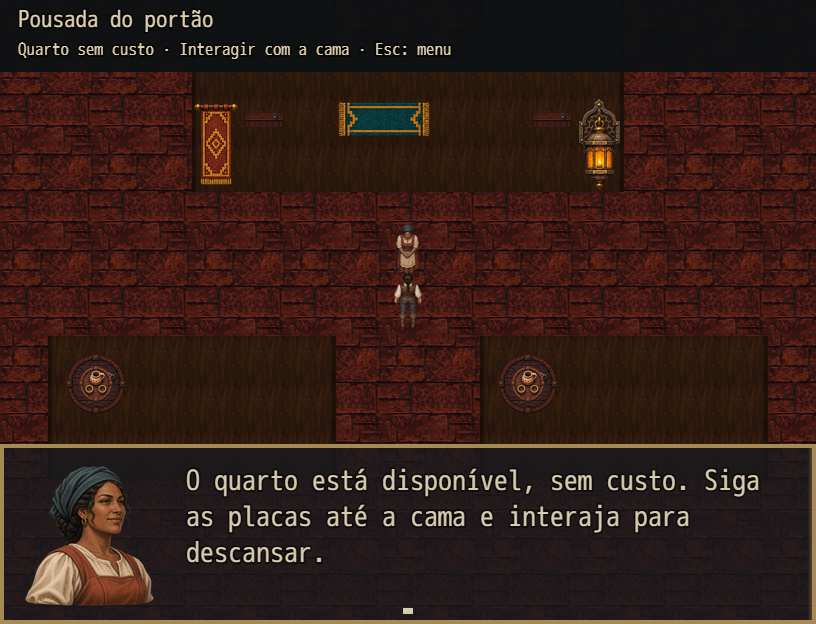 Pousada do portão
Quarto sem custo · Interagir com a cama · Esc: menu
O quarto está disponível, sem custo. Siga
as placas até a cama e interaja para
descansar.